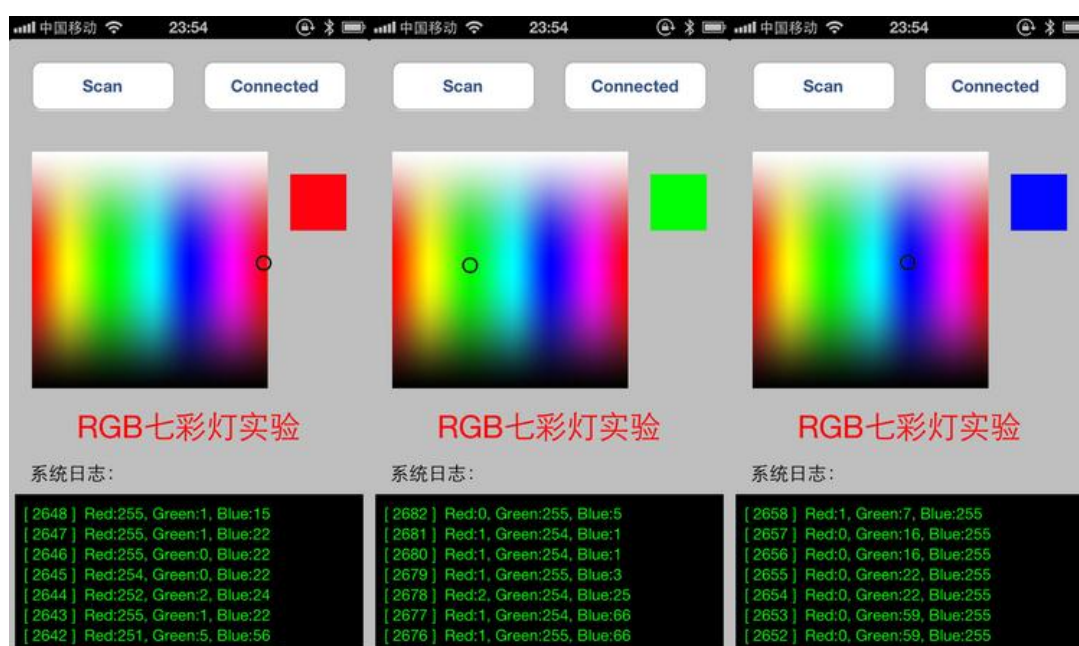 中国移动 23:54
Scan Connected
RGB七彩灯实验
系统日志:
[ 2648 ] Red:255, Green:1, Blue:15
[ 2647 ] Red:255, Green:1, Blue:22
[ 2646 ] Red:255, Green:0, Blue:22
[ 2645 ] Red:254, Green:0, Blue:22
[ 2644 ] Red:252, Green:2, Blue:24
[ 2643 ] Red:255, Green:1, Blue:22
[ 2642 ] Red:251, Green:5, Blue:56
中国移动 23:54
Scan Connected
RGB七彩灯实验
系统日志:
[ 2682 ] Red:0, Green:255, Blue:5
[ 2681 ] Red:1, Green:254, Blue:1
[ 2680 ] Red:1, Green:254, Blue:1
[ 2679 ] Red:1, Green:255, Blue:3
[ 2678 ] Red:2, Green:254, Blue:25
[ 2677 ] Red:1, Green:254, Blue:66
[ 2676 ] Red:1, Green:255, Blue:66
中国移动 23:54
Scan Connected
RGB七彩灯实验
系统日志:
[ 2658 ] Red:1, Green:7, Blue:255
[ 2657 ] Red:0, Green:16, Blue:255
[ 2656 ] Red:0, Green:16, Blue:255
[ 2655 ] Red:0, Green:22, Blue:255
[ 2654 ] Red:0, Green:22, Blue:255
[ 2653 ] Red:0, Green:59, Blue:255
[ 2652 ] Red:0, Green:59, Blue:255